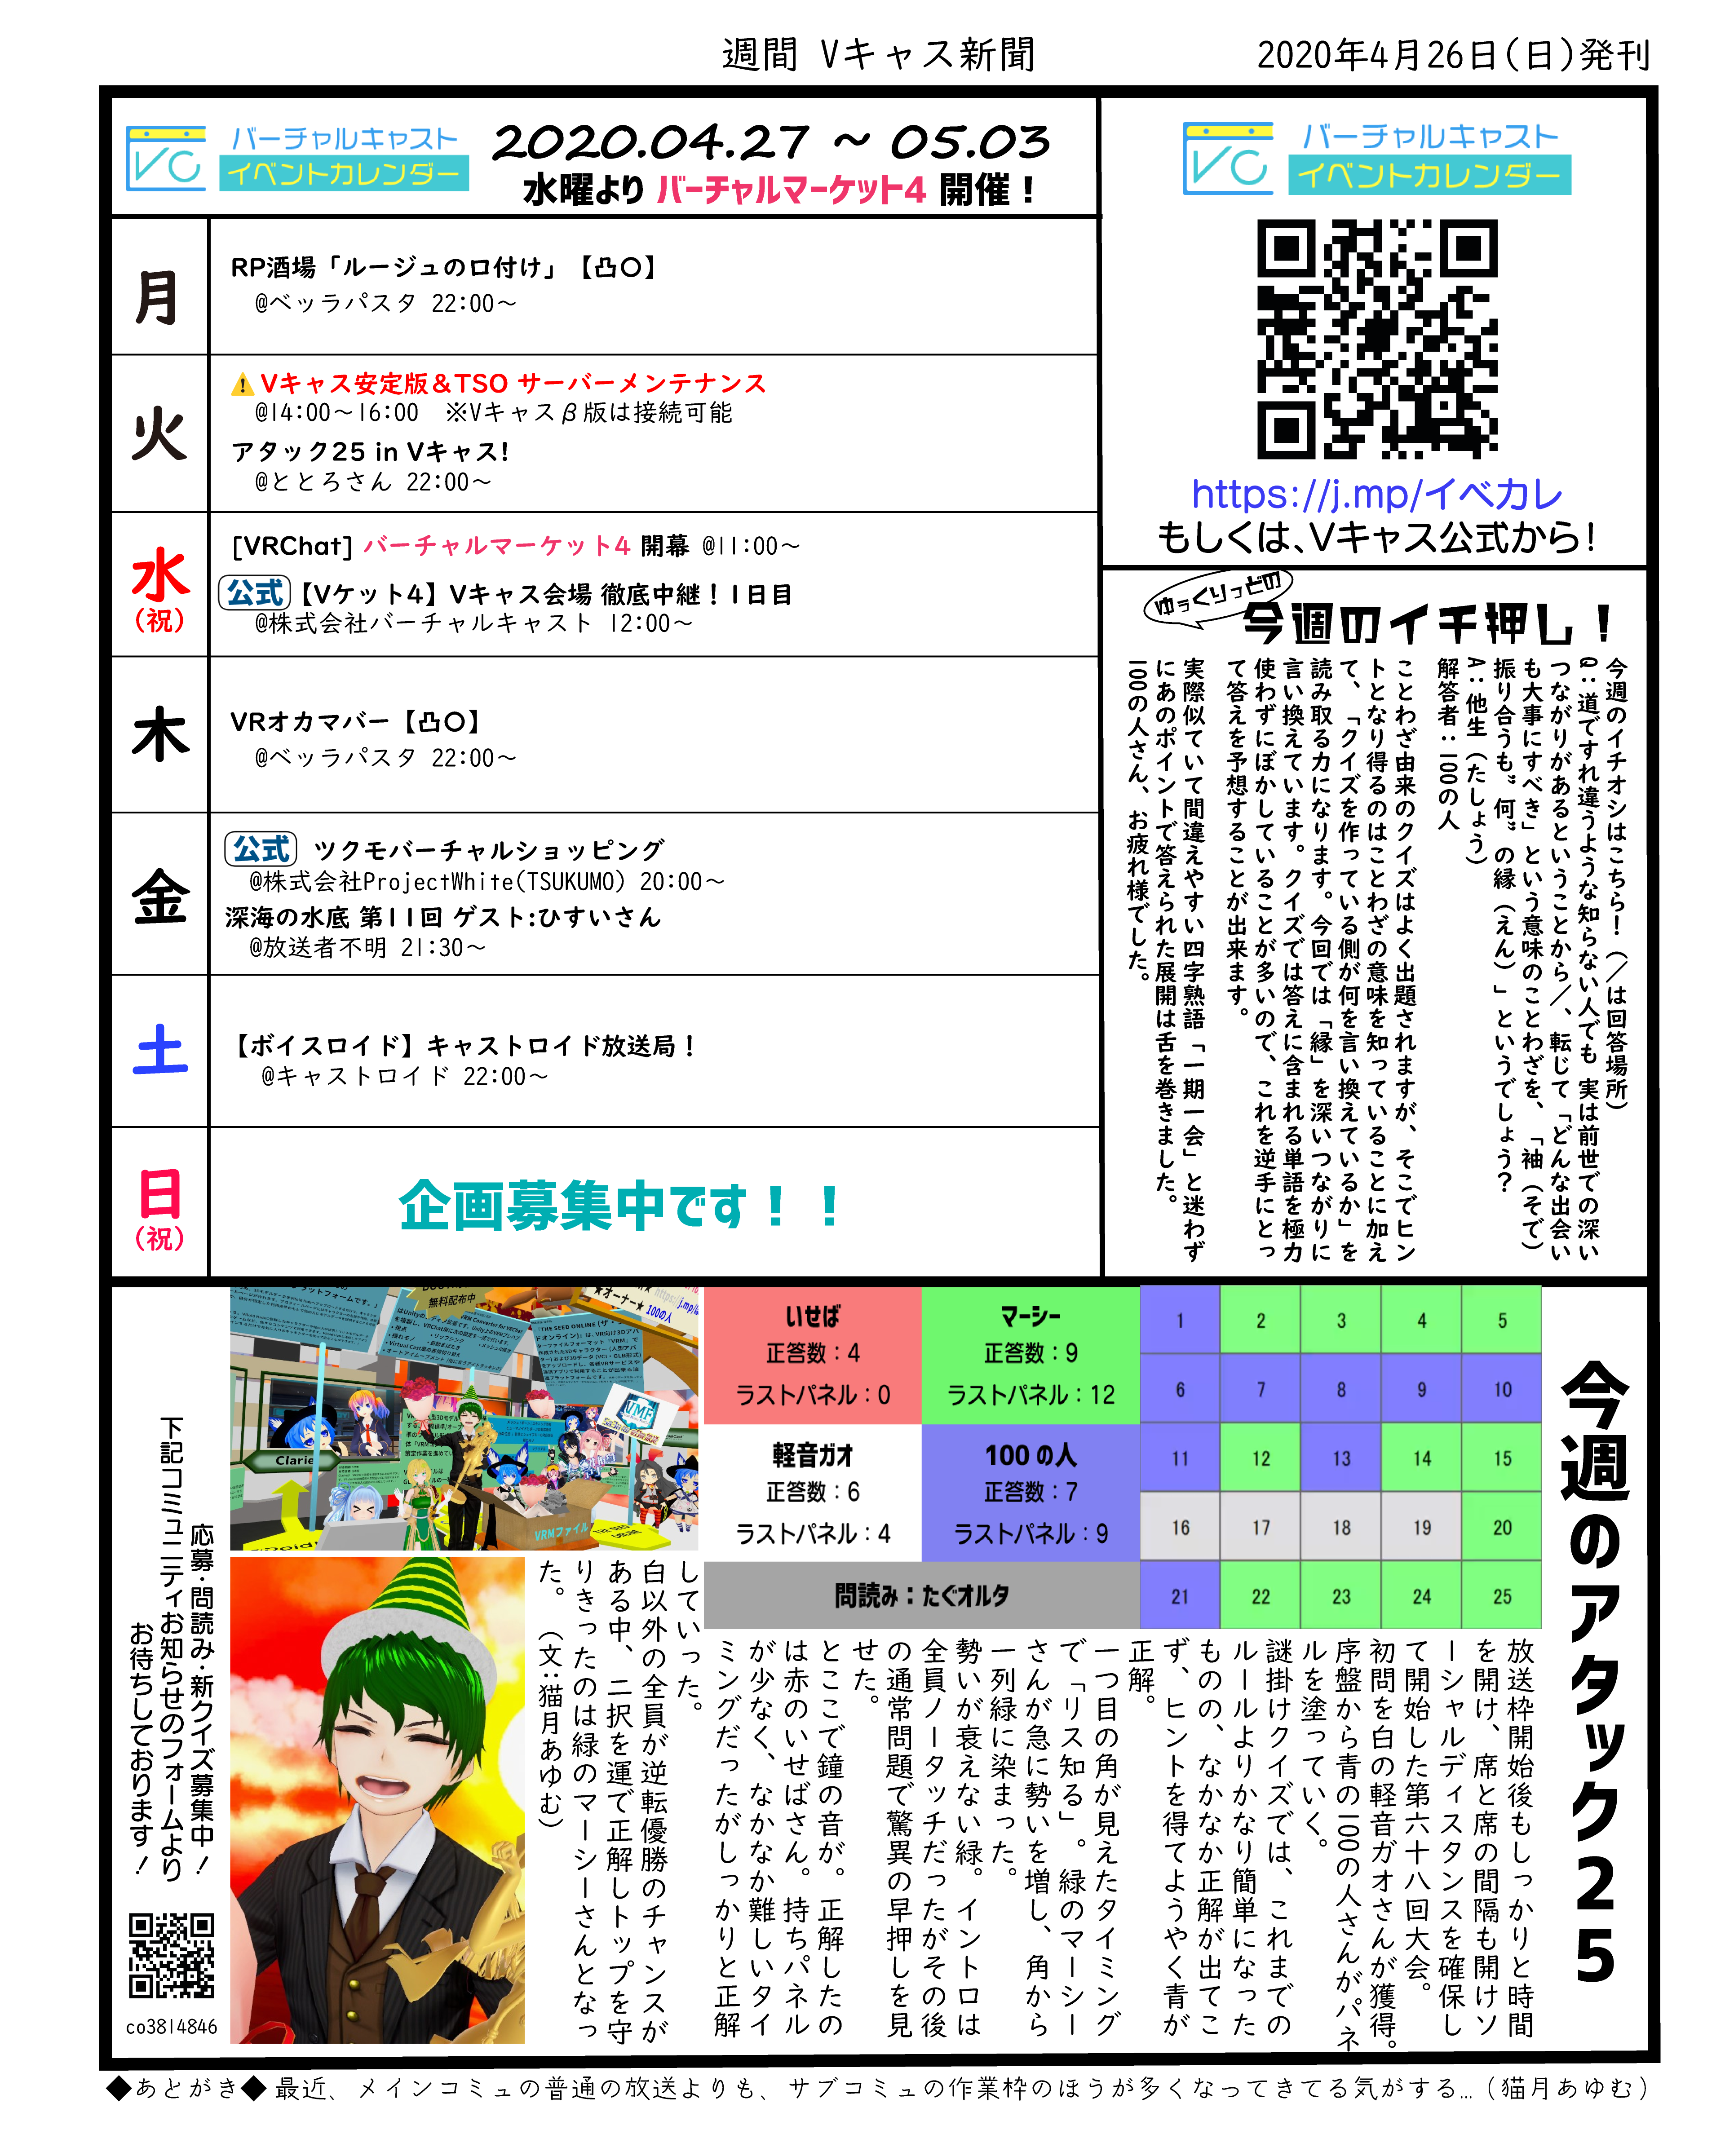 週間 Vキャス新聞
2020年4月26日(日)発刊
バーチャルキャスト
イベントカレンダー
2020.04.27 ～ 05.03
水曜より バーチャルマーケット4 開催！
月
RP酒場「ルージュの口付け」【凸〇】
@ベッラパスタ 22:00～
火
Vキャス安定版＆TSO サーバーメンテナンス
@14:00～16:00 ※Vキャスβ版は接続可能
アタック25 in Vキャス!
@ととろさん 22:00～
水
(祝)
[VRChat] バーチャルマーケット4 開幕 @11:00～
公式【Vケット4】Vキャス会場 徹底中継！1日目
@株式会社バーチャルキャスト 12:00～
木
VRオカマバー【凸〇】
@ベッラパスタ 22:00～
金
公式 ツクモバーチャルショッピング
@株式会社ProjectWhite(TSUKUMO) 20:00～
深海の水底 第11回 ゲスト:ひすいさん
@放送者不明 21:30～
土
【ボイスロイド】キャストロイド放送局！
@キャストロイド 22:00～
日
(祝)
企画募集中です！！
バーチャルキャスト
イベントカレンダー
https://j.mp/イベカレ
もしくは、Vキャス公式から！
ゆっくりっどの
今週のイチ押し！
今週のイチオシはこちら！（／は回答場所）
Q：道ですれ違うような知らない人でも 実は前世での深い
つながりがあるということから／、転じて「どんな出会い
も大事にすべき」という意味のことわざを、「袖（そで）
振り合うも”何”の縁（えん）」というでしょう？
A：他生（たしょう）
解答者：100の人
ことわざ由来のクイズはよく出題されますが、そこでヒン
トとなり得るのはことわざの意味を知っていることに加え
て、「クイズを作っている側が何を言い換えているか」を
読み取る力になります。今回では「縁」を深いつながりに
言い換えています。クイズでは答えに含まれる単語を極力
使わずにぼかしていることが多いので、これを逆手にとっ
て答えを予想することが出来ます。
実際似ていて間違えやすい四字熟語「一期一会」と迷わず
にあのポイントで答えられた展開は舌を巻きました。
100の人さん、お疲れ様でした。
今週のアタック25
いせば
正答数：4
ラストパネル：0
マーシー
正答数：9
ラストパネル：12
軽音ガオ
正答数：6
ラストパネル：4
100の人
正答数：7
ラストパネル：9
問読み：たぐオルタ
1 2 3 4 5
6 7 8 9 10
11 12 13 14 15
16 17 18 19 20
21 22 23 24 25
無料配布中
★オーナー★
100の人
Clarie
VMF
VRMファイル
放送枠開始後もしっかりと時間
を開け、席と席の間隔も開けソ
ーシャルディスタンスを確保し
て開始した第六十八回大会。
初問を白の軽音ガオさんが獲得。
序盤から青の100の人さんがパネ
ルを塗っていく。
謎掛けクイズでは、これまでの
ルールよりかなり簡単になった
ものの、なかなか正解が出てこ
ず、ヒントを得てようやく青が
正解。
一つ目の角が見えたタイミング
で「リス知る」。緑のマーシー
さんが急に勢いを増し、角から
一列緑に染まった。
勢いが衰えない緑。イントロは
全員ノータッチだったがその後
の通常問題で驚異の早押しを見
せた。
とここで鐘の音が。正解したの
は赤のいせばさん。持ちパネル
が少なく、なかなか難しいタイ
ミングだったがしっかりと正解
していった。
白以外の全員が逆転優勝のチャンスが
ある中、二択を運で正解しトップを守
りきったのは緑のマーシーさんとなっ
た。（文：猫月あゆむ）
応募・問読み・新クイズ募集中！
下記コミュニティお知らせのフォームより
お待ちしております！
co3814846
◆あとがき◆ 最近、メインコミュの普通の放送よりも、サブコミュの作業枠のほうが多くなってきてる気がする…（猫月あゆむ）